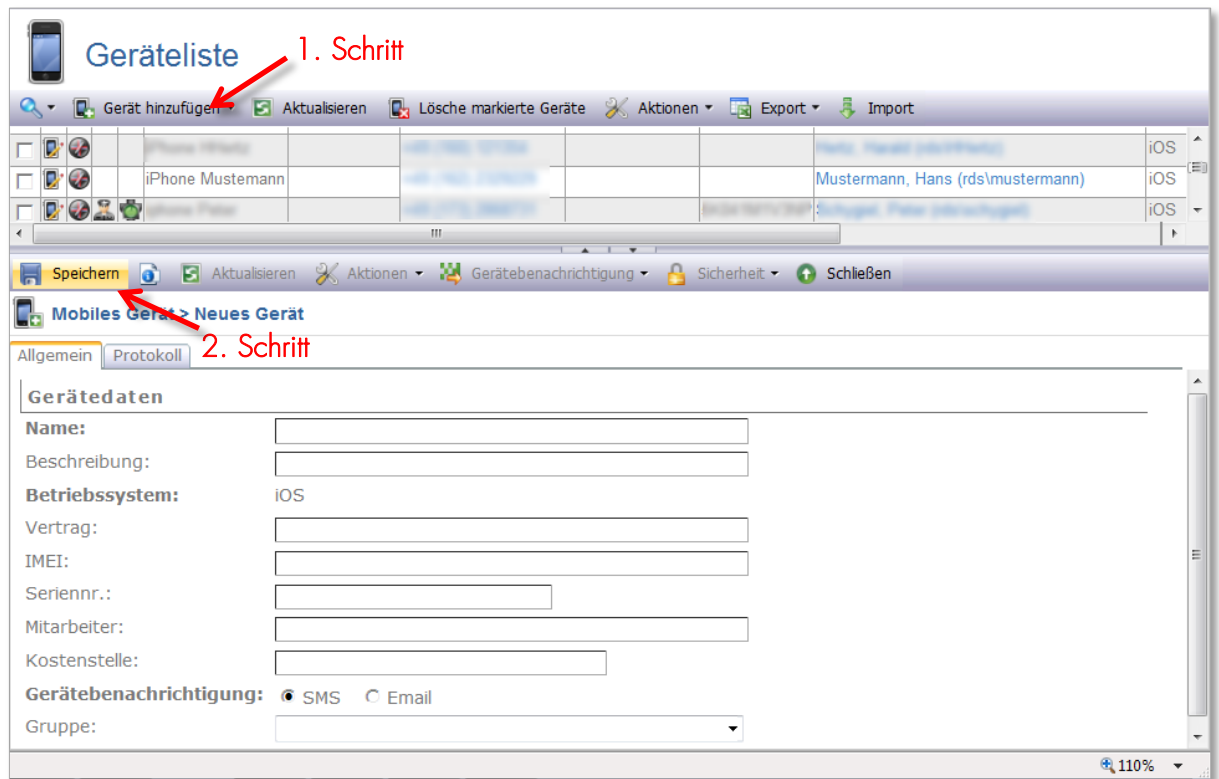 Geräteliste
1. Schritt
Gerät hinzufügen Aktualisieren Lösche markierte Geräte Aktionen Export Import
iOS
iPhone Mustemann Mustermann, Hans (rds\mustermann) iOS
iOS
Speichern Aktualisieren Aktionen Gerätebenachrichtigung Sicherheit Schließen
Mobiles Gerät > Neues Gerät
2. Schritt
Allgemein Protokoll
Gerätedaten
Name:
Beschreibung:
Betriebssystem: iOS
Vertrag:
IMEI:
Seriennr.:
Mitarbeiter:
Kostenstelle:
Gerätebenachrichtigung: SMS Email
Gruppe:
110%